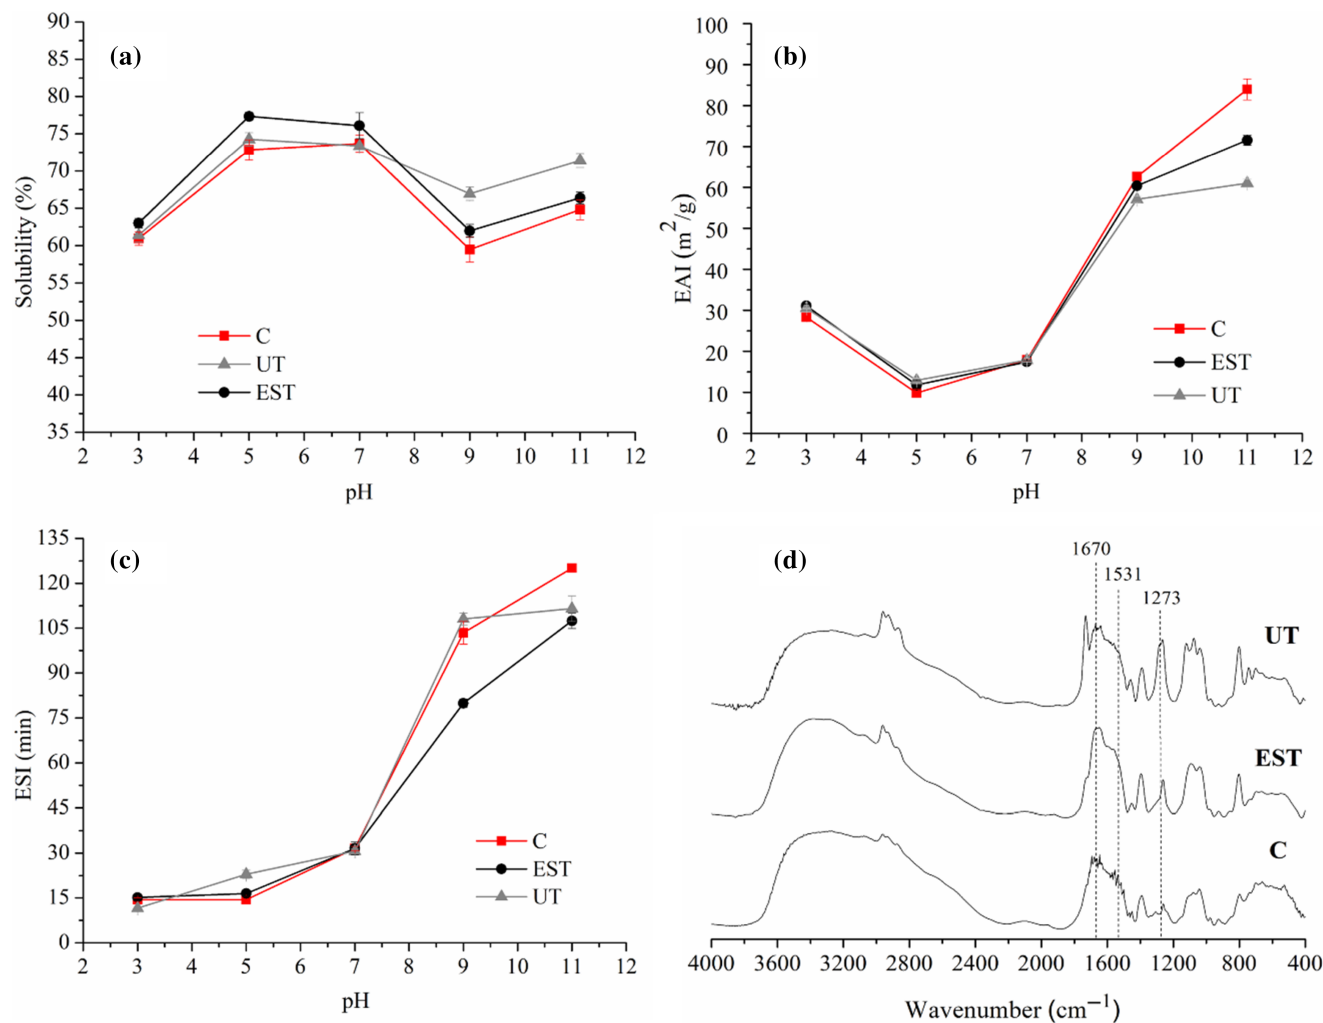 (a)
Solubility (%)
90
85
80
75
70
65
60
55
50
45
40
35
2 3 4 5 6 7 8 9 10 11 12
pH
C
UT
EST
(b)
EAI (m²/g)
100
90
80
70
60
50
40
30
20
10
0
2 3 4 5 6 7 8 9 10 11 12
pH
C
EST
UT
(c)
ESI (min)
135
120
105
90
75
60
45
30
15
0
2 3 4 5 6 7 8 9 10 11 12
pH
C
EST
UT
(d)
1670
1531
1273
UT
EST
C
4000 3600 3200 2800 2400 2000 1600 1200 800 400
Wavenumber (cm⁻¹)